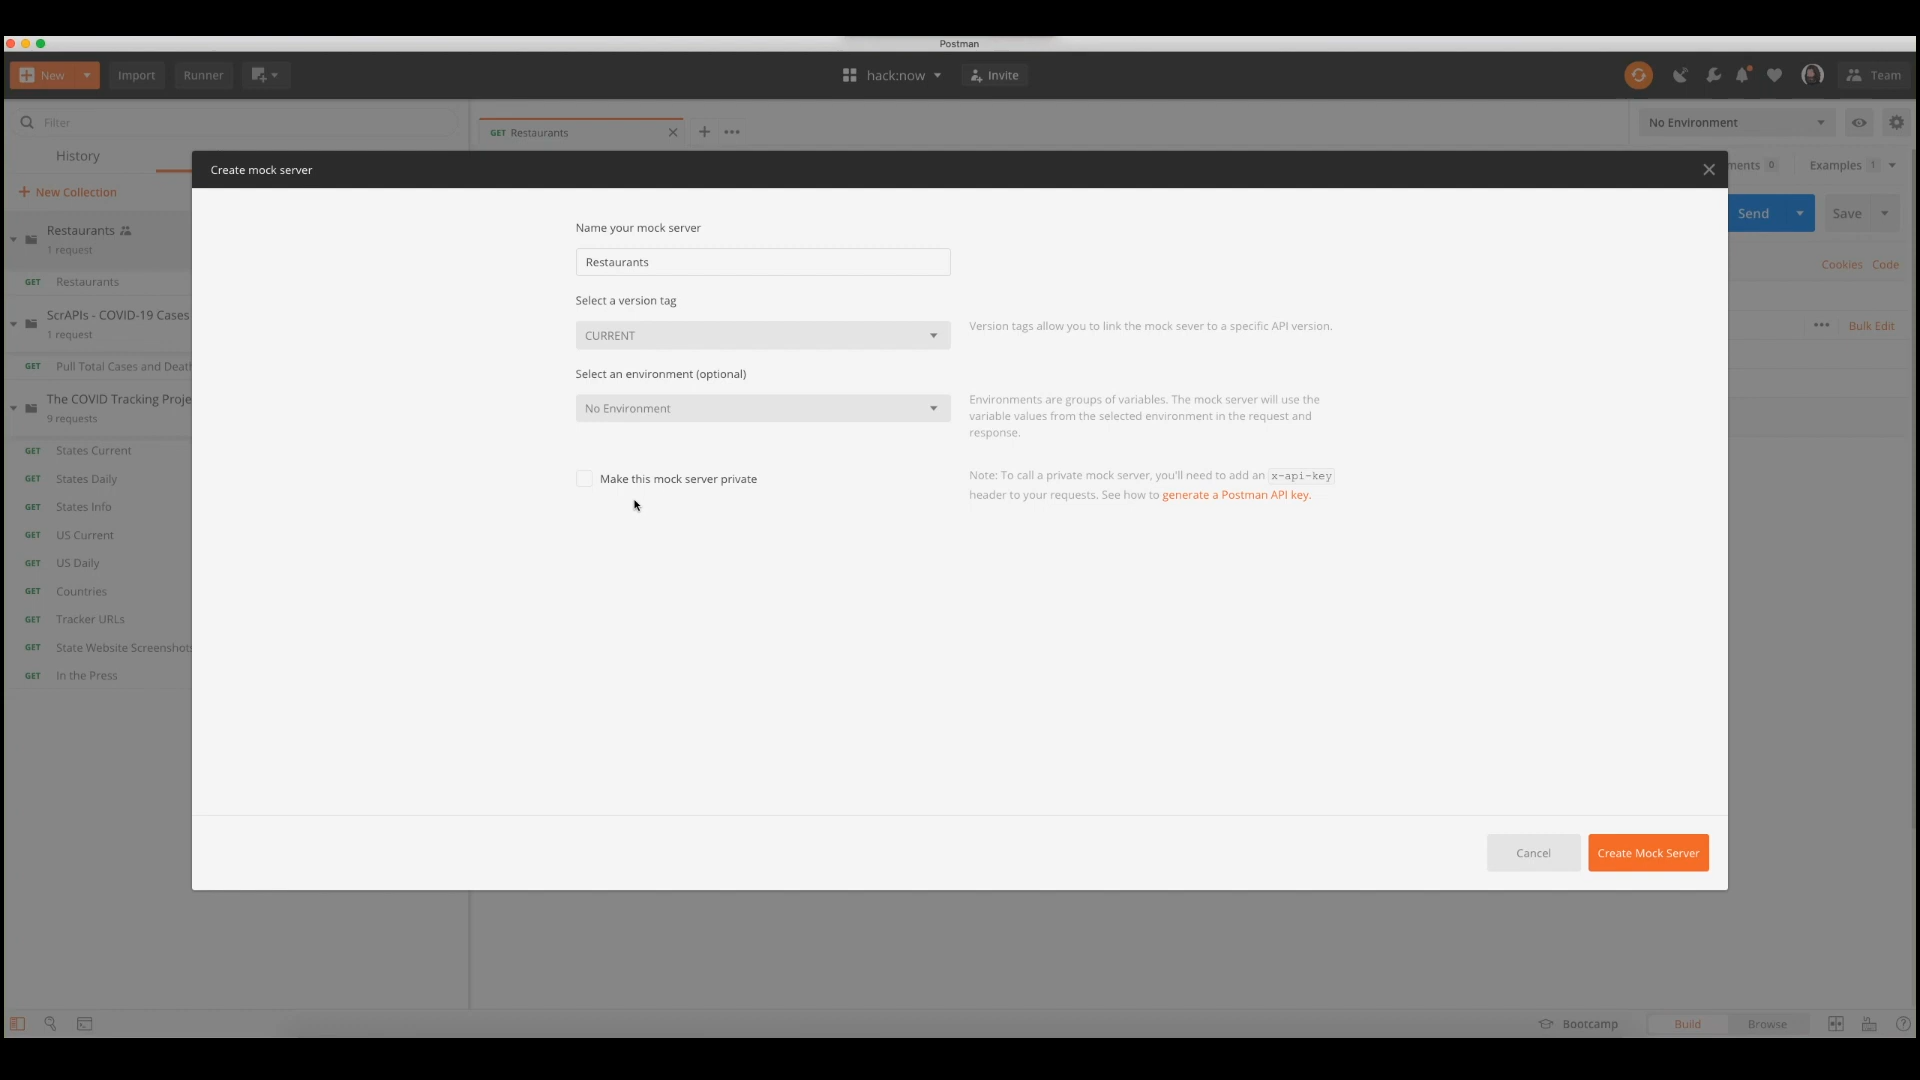 Postman
New
Import
Runner
hack:now
Invite
Team
Filter
GET Restaurants
No Environment
History
Create mock server
ments 0
Examples 1
New Collection
Name your mock server
Send
Save
Restaurants
1 request
Restaurants
Cookies Code
GET Restaurants
Select a version tag
ScrAPIs - COVID-19 Cases
1 request
CURRENT
Version tags allow you to link the mock sever to a specific API version.
Bulk Edit
GET Pull Total Cases and Death
Select an environment (optional)
The COVID Tracking Proje
9 requests
No Environment
Environments are groups of variables. The mock server will use the
variable values from the selected environment in the request and
response.
GET States Current
GET States Daily
Make this mock server private
Note: To call a private mock server, you'll need to add an x-api-key
header to your requests. See how to generate a Postman API key.
GET States Info
GET US Current
GET US Daily
GET Countries
GET Tracker URLs
GET State Website Screenshots
GET In the Press
Cancel
Create Mock Server
Bootcamp
Build
Browse